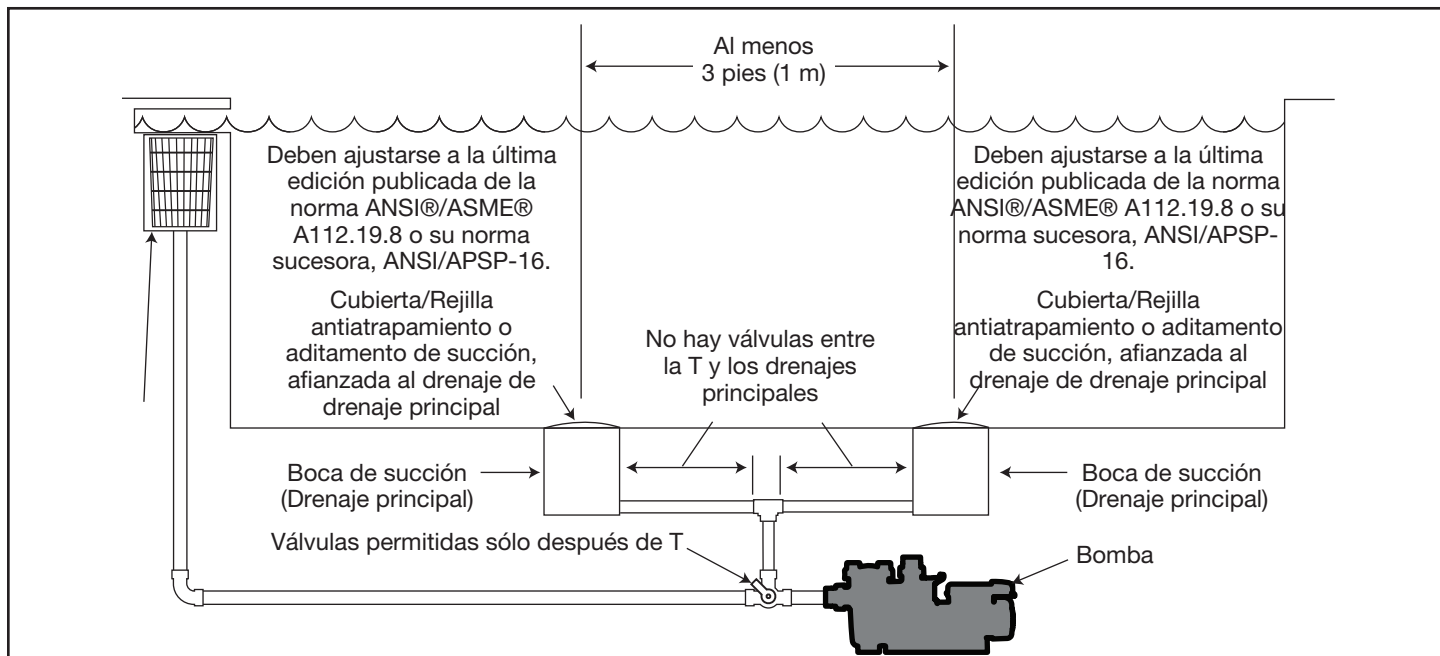 Al menos
3 pies (1 m)
Deben ajustarse a la última
edición publicada de la
norma ANSI®/ASME®
A112.19.8 o su norma
sucesora, ANSI/APSP-16.
Deben ajustarse a la última
edición publicada de la norma
ANSI®/ASME® A112.19.8 o su
norma sucesora, ANSI/APSP-
16.
Cubierta/Rejilla
antiatrapamiento o
aditamento de succión,
afianzada al drenaje de
drenaje principal
No hay válvulas entre
la T y los drenajes
principales
Cubierta/Rejilla
antiatrapamiento o aditamento
de succión, afianzada al
drenaje de drenaje principal
Boca de succión
(Drenaje principal)
Boca de succión
(Drenaje principal)
Válvulas permitidas sólo después de T
Bomba